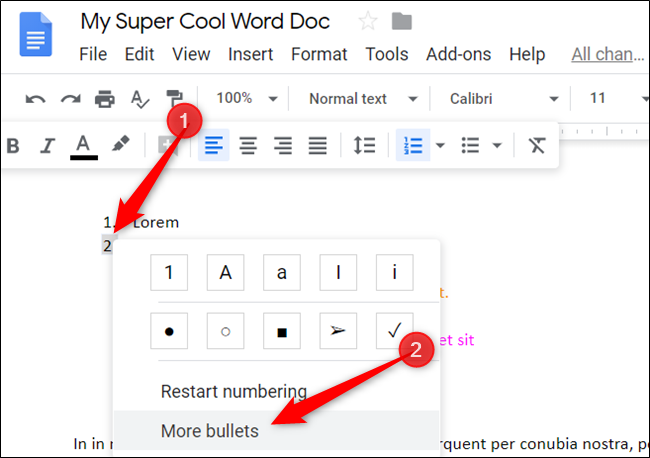 My Super Cool Word Doc
File Edit View Insert Format Tools Add-ons Help All chan...
100% Normal text Calibri 11
1
B I A
1. Lorem
2
1 A a I i
t.
et sit
2
Restart numbering
More bullets
In in r quent per conubia nostra, p